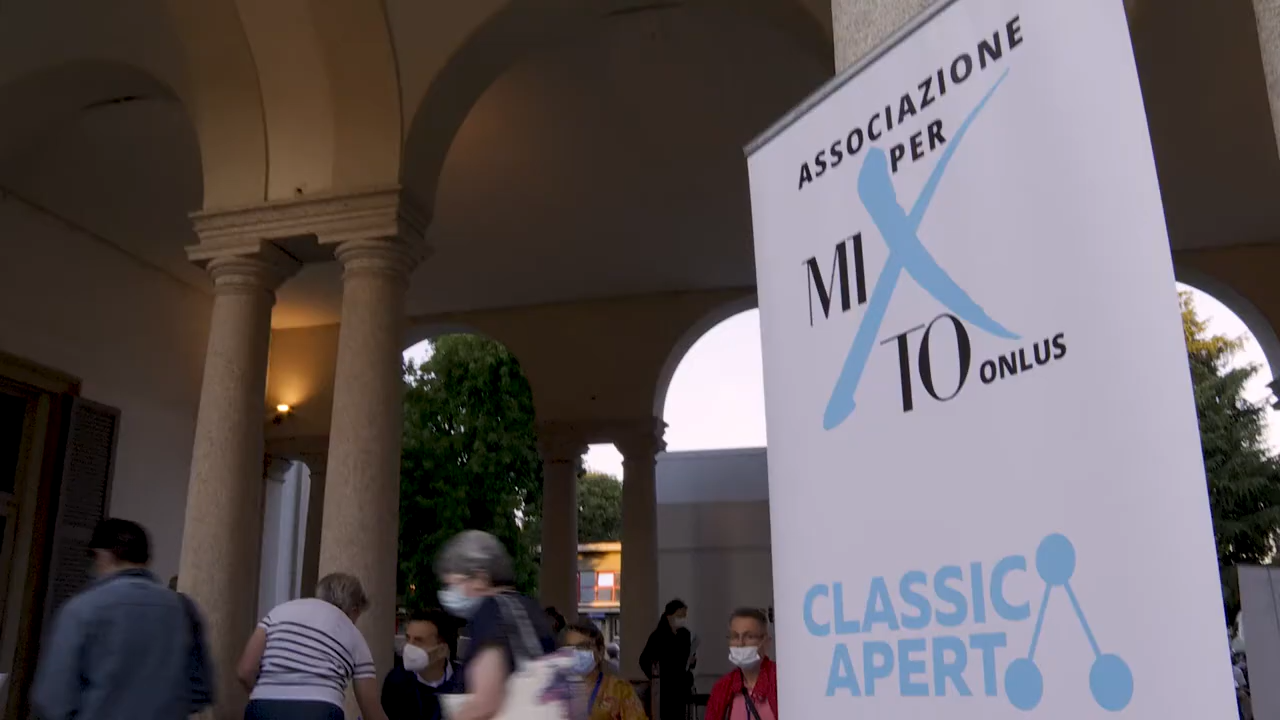 ASSOCIAZIONE
PER
MI
TO ONLUS
CLASSIC
APERT